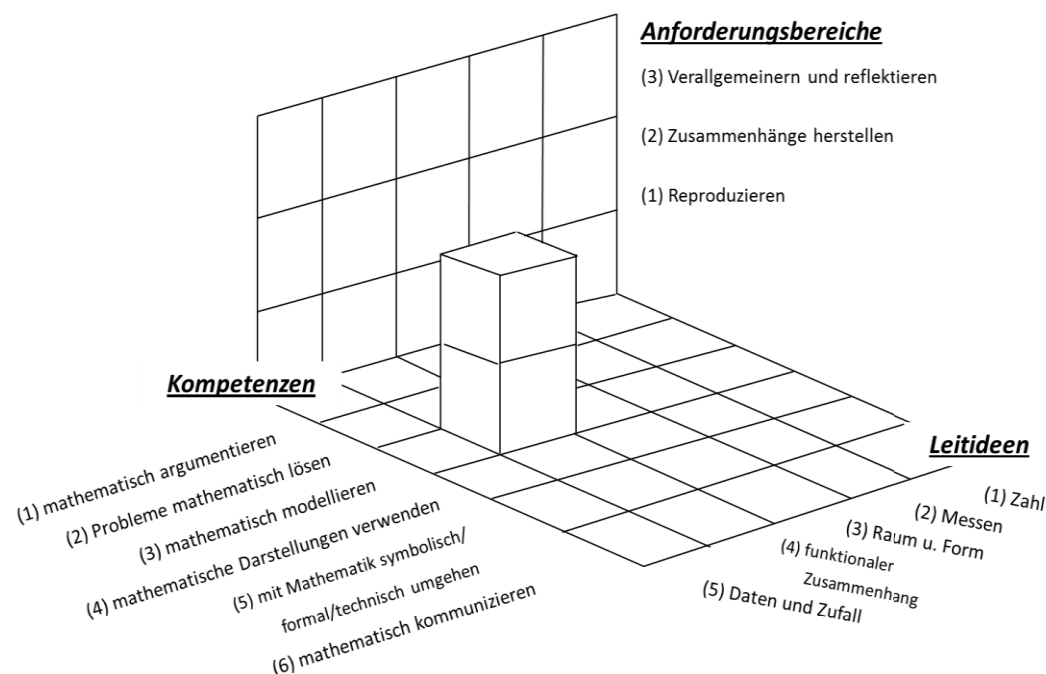 Anforderungsbereiche
(3) Verallgemeinern und reflektieren
(2) Zusammenhänge herstellen
(1) Reproduzieren
Kompetenzen
(1) mathematisch argumentieren
(2) Probleme mathematisch lösen
(3) mathematisch modellieren
(4) mathematische Darstellungen verwenden
(5) mit Mathematik symbolisch/
formal/technisch umgehen
(6) mathematisch kommunizieren
Leitideen
(1) Zahl
(2) Messen
(3) Raum u. Form
(4) funktionaler
Zusammenhang
(5) Daten und Zufall